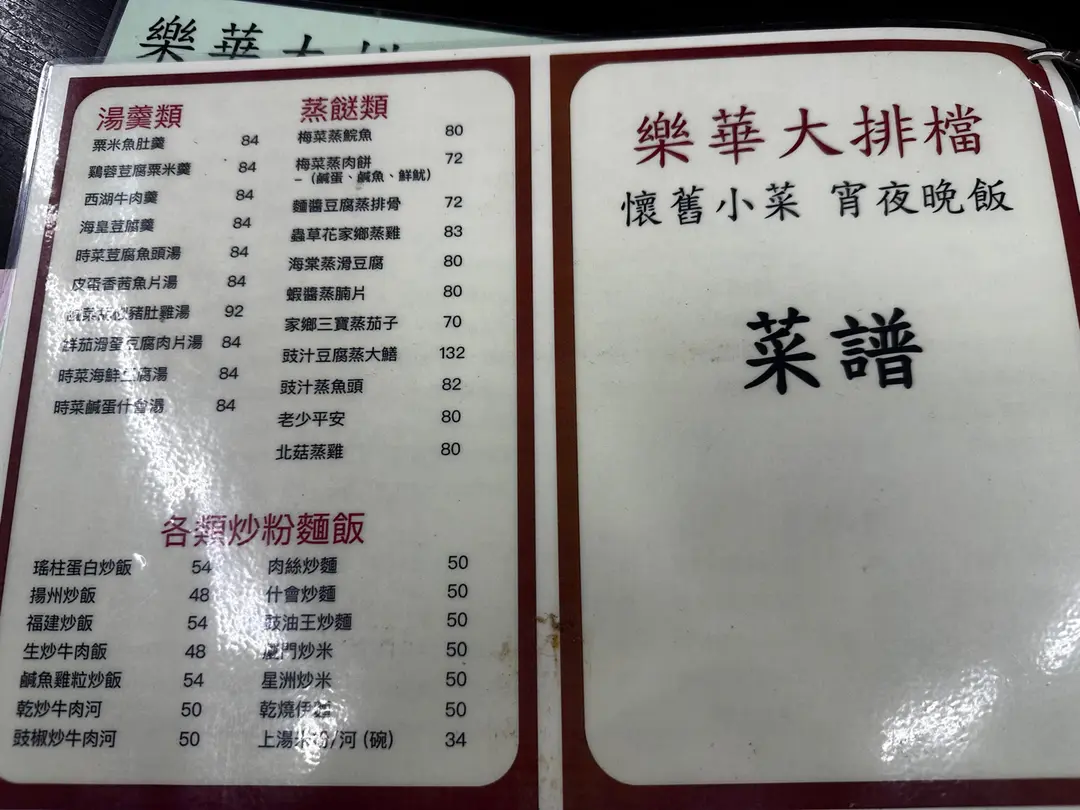 樂華大排
湯羹類
粟米魚肚羹 84
鷄蓉荳腐粟米羹 84
西湖牛肉羹 84
海皇荳腐羹 84
時菜荳腐魚頭湯 84
皮蛋香茜魚片湯 84
豬肚雞湯 92
鮮茄滑蛋豆腐肉片湯 84
時菜海鮮豆腐湯 84
時菜鹹蛋什會湯 84
蒸餸類
梅菜蒸鯇魚 80
梅菜蒸肉餅 72
–（鹹蛋、鹹魚、鮮魷）
麵醬豆腐蒸排骨 72
蟲草花家鄉蒸雞 83
海棠蒸滑豆腐 80
蝦醬蒸腩片 80
家鄉三寶蒸茄子 70
豉汁豆腐蒸大鱔 132
豉汁蒸魚頭 82
老少平安 80
北菇蒸雞 80
各類炒粉麵飯
瑤柱蛋白炒飯 54
揚州炒飯 48
福建炒飯 54
生炒牛肉飯 48
鹹魚雞粒炒飯 54
乾炒牛肉河 50
豉椒炒牛肉河 50
肉絲炒麵 50
什會炒麵 50
豉油王炒麵 50
廈門炒米 50
星洲炒米 50
乾燒伊麵 50
上湯米粉/河（碗） 34
樂華大排檔
懷舊小菜 宵夜晚飯
菜譜